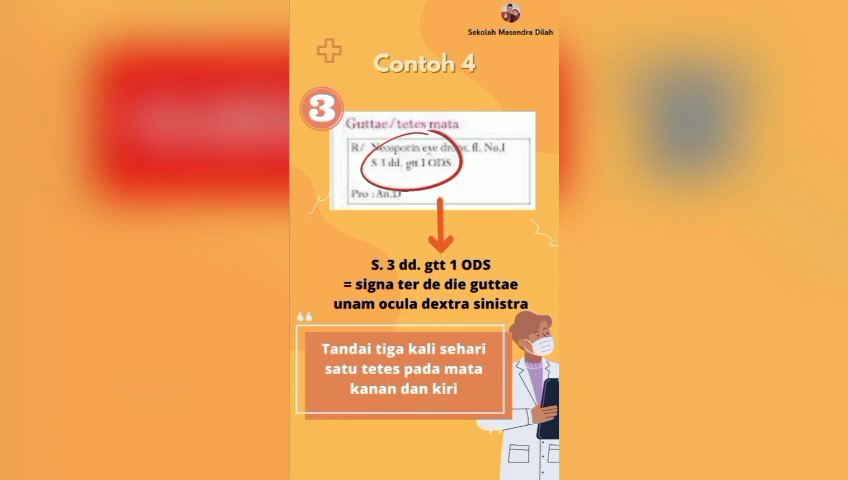 Sekolah Masendra Dilah
Contoh 4
3
Guttae/tetes mata
R/ Neosporin eye drops. fl. No.I
S 3 dd. gtt 1 ODS
Pro : An.D
S. 3 dd. gtt 1 ODS
= signa ter de die guttae
unam ocula dextra sinistra
Tandai tiga kali sehari
satu tetes pada mata
kanan dan kiri